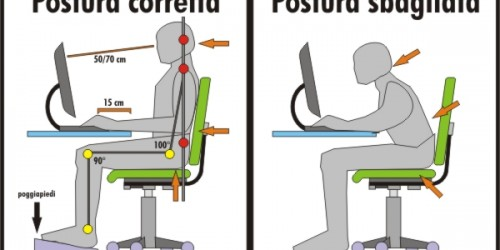 Postura corretta
Postura sbagliata
50/70 cm
15 cm
100°
90°
poggiapiedi